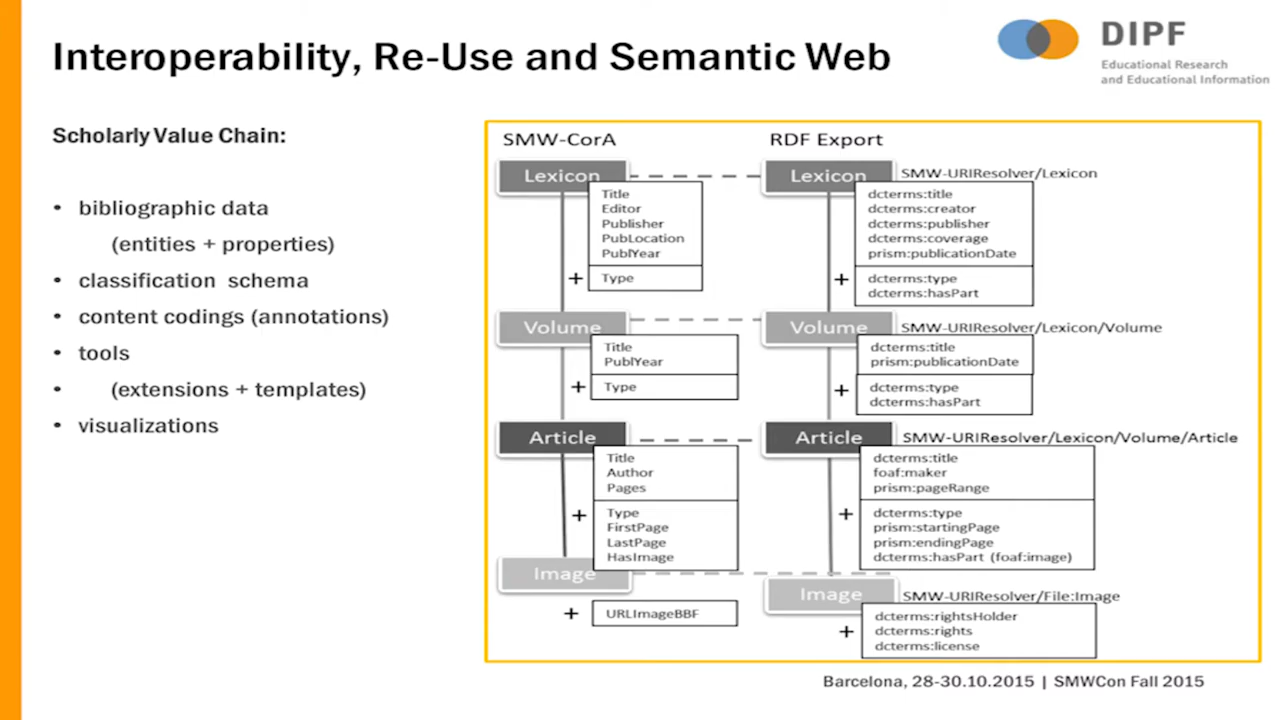 Interoperability, Re-Use and Semantic Web
DIPF
Educational Research
and Educational Information
Scholarly Value Chain:
• bibliographic data
(entities + properties)
• classification schema
• content codings (annotations)
• tools
• (extensions + templates)
• visualizations
SMW-CorA
RDF Export
Lexicon
Title
Editor
Publisher
PubLocation
PublYear
+ Type
Volume
Title
PublYear
+ Type
Article
Title
Author
Pages
+ Type
FirstPage
LastPage
HasImage
Image
+ URLImageBBF
Lexicon
SMW-URIResolver/Lexicon
dcterms:title
dcterms:creator
dcterms:publisher
dcterms:coverage
prism:publicationDate
+ dcterms:type
dcterms:hasPart
Volume
SMW-URIResolver/Lexicon/Volume
dcterms:title
prism:publicationDate
+ dcterms:type
dcterms:hasPart
Article
SMW-URIResolver/Lexicon/Volume/Article
dcterms:title
foaf:maker
prism:pageRange
+ dcterms:type
prism:startingPage
prism:endingPage
dcterms:hasPart (foaf:image)
Image
SMW-URIResolver/File:Image
+ dcterms:rightsHolder
dcterms:rights
dcterms:license
Barcelona, 28-30.10.2015 | SMWCon Fall 2015